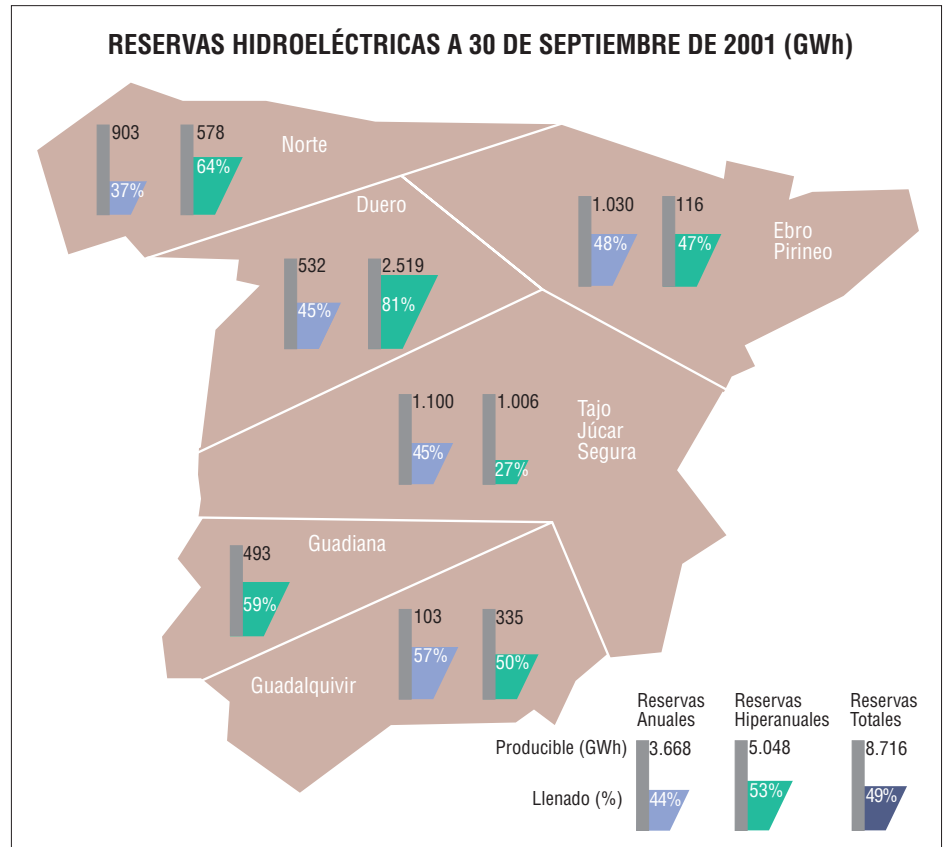 RESERVAS HIDROELÉCTRICAS A 30 DE SEPTIEMBRE DE 2001 (GWh)
903
37%
578
64%
Norte
Duero
532
45%
2.519
81%
1.030
48%
116
47%
Ebro
Pirineo
1.100
45%
1.006
27%
Tajo
Júcar
Segura
Guadiana
493
59%
103
57%
335
50%
Guadalquivir
Reservas
Anuales
Reservas
Hiperanuales
Reservas
Totales
Producible (GWh)
3.668
5.048
8.716
Llenado (%)
44%
53%
49%